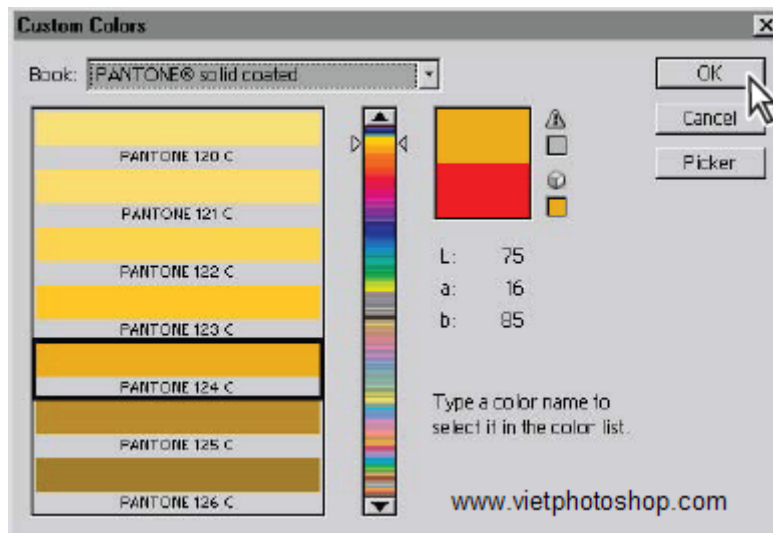 Custom Colors
Book: PANTONE® solid coated
OK
Cancel
Picker
PANTONE 120 C
PANTONE 121 C
PANTONE 122 C
PANTONE 123 C
PANTONE 124 C
PANTONE 125 C
PANTONE 126 C
L: 75
a: 16
b: 85
Type a color name to
select it in the color list.
www.vietphotoshop.com